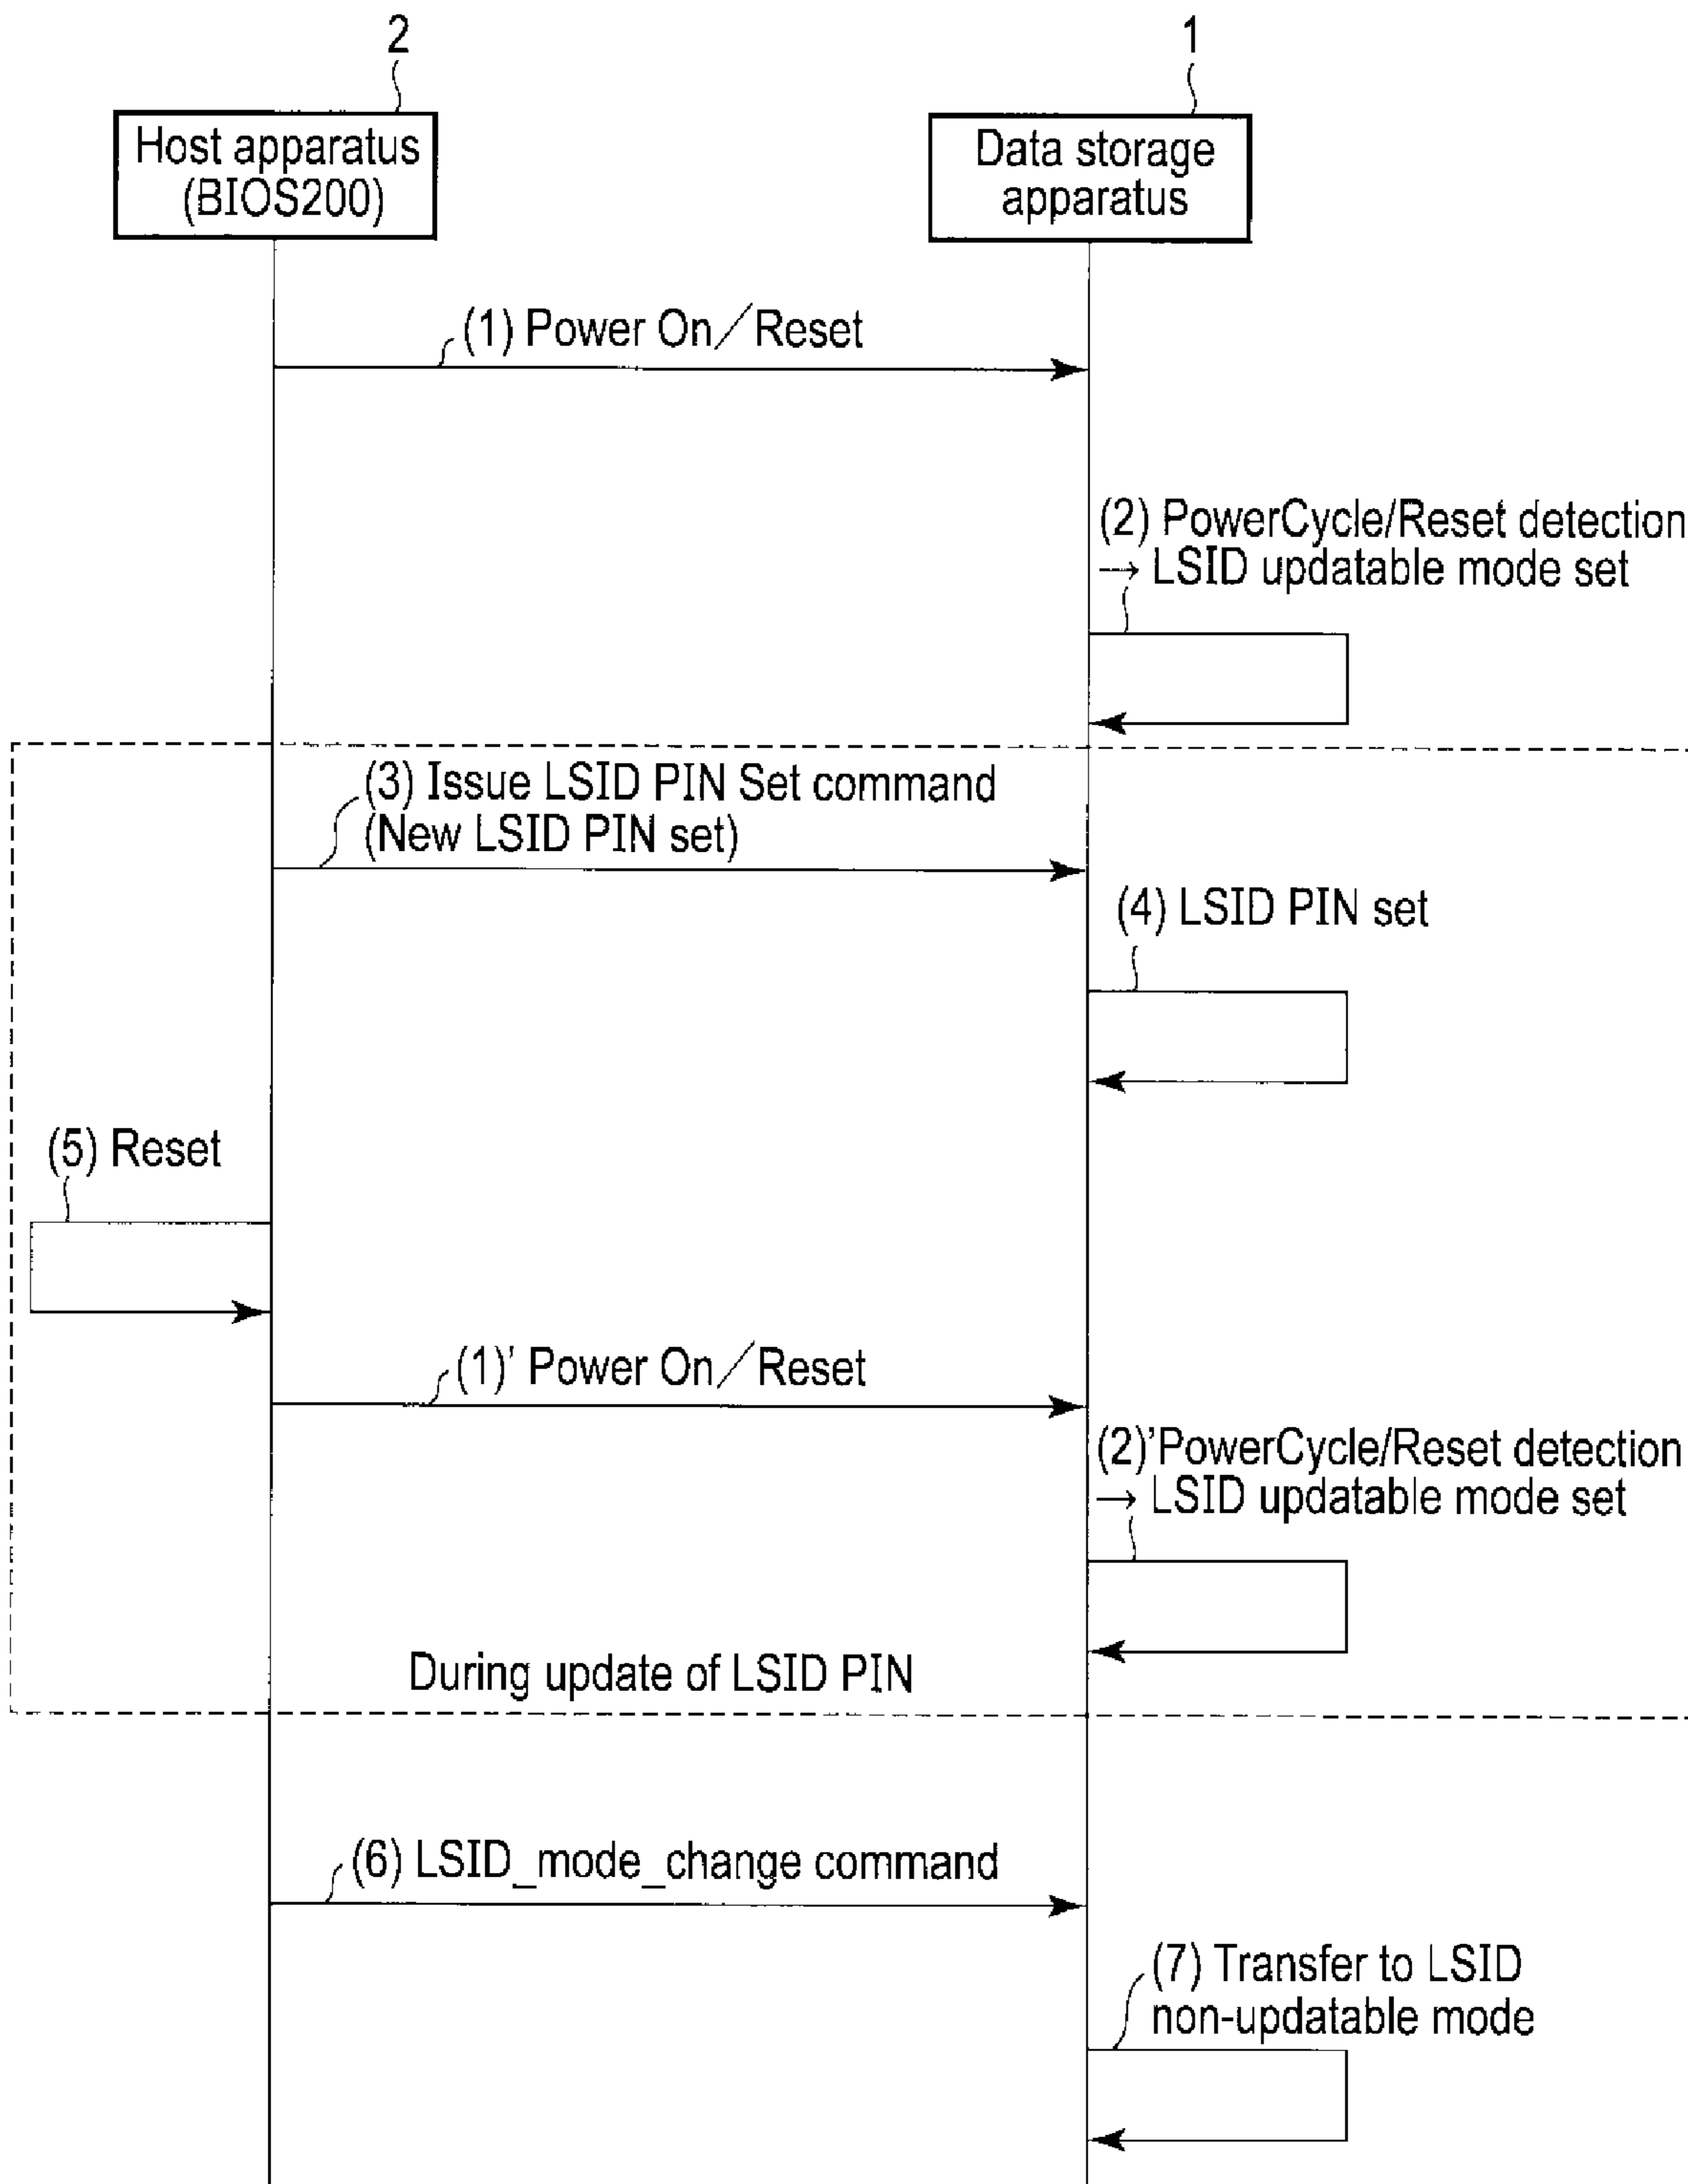 2
1
Host apparatus
(BIOS200)
Data storage
apparatus
(1) Power On／Reset
(2) PowerCycle/Reset detection
→ LSID updatable mode set
(3) Issue LSID PIN Set command
(New LSID PIN set)
(4) LSID PIN set
(5) Reset
(1)' Power On／Reset
(2)'PowerCycle/Reset detection
→ LSID updatable mode set
During update of LSID PIN
(6) LSID_mode_change command
(7) Transfer to LSID
non-updatable mode